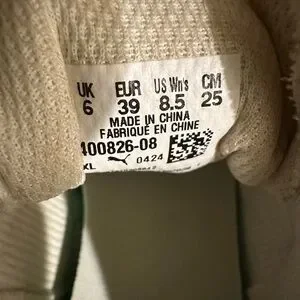 UK EUR US Wn's CM
6 39 8.5 25
MADE IN CHINA
FABRIQUÉ EN CHINE
400826-08
XL 0424